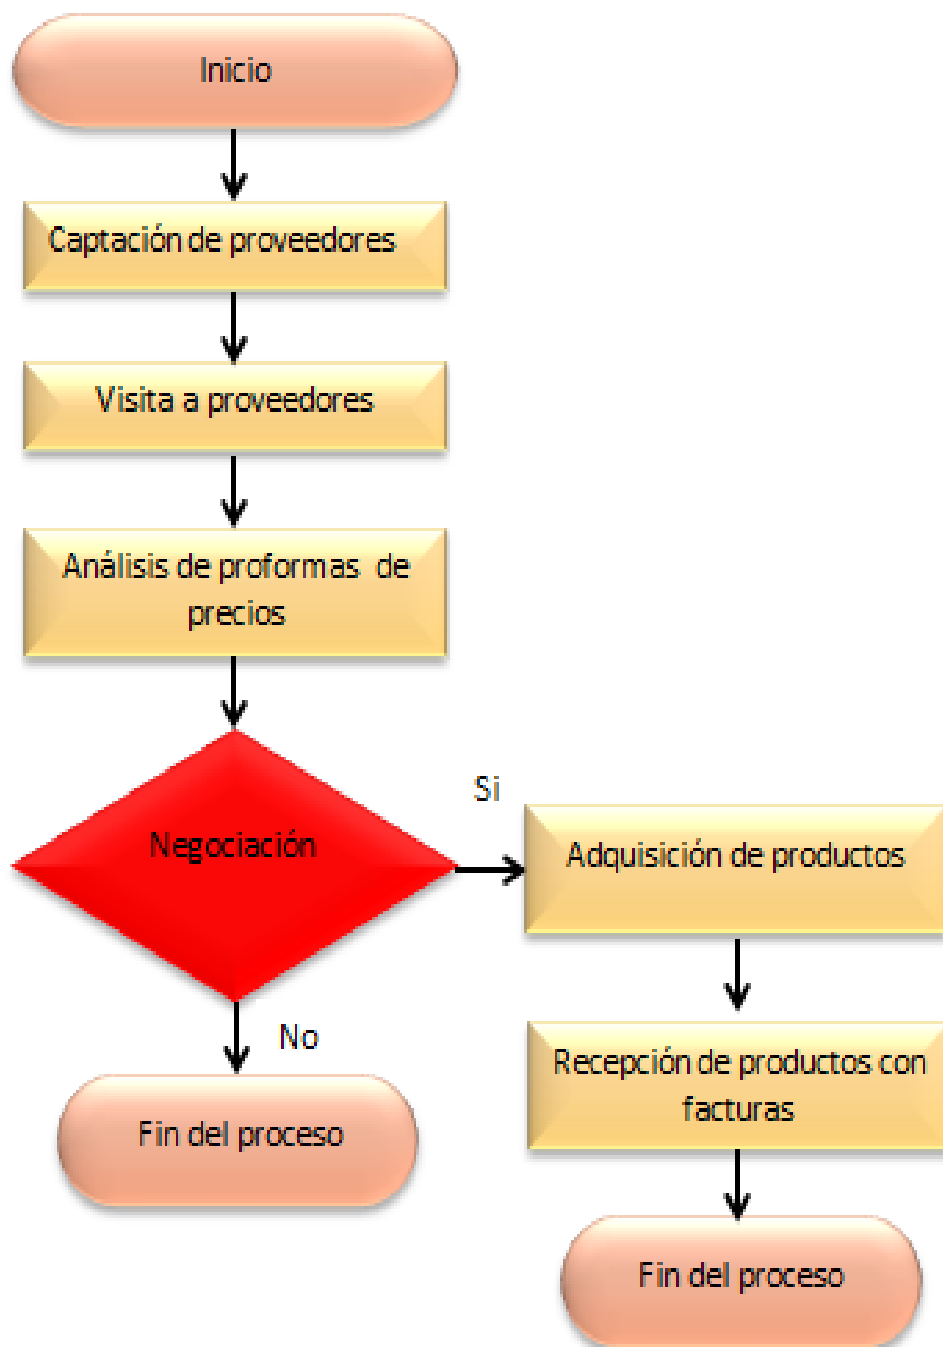 Inicio
Captación de proveedores
Visita a proveedores
Análisis de proformas de
precios
Negociación
Si
Adquisición de productos
No
Recepción de productos con
facturas
Fin del proceso
Fin del proceso